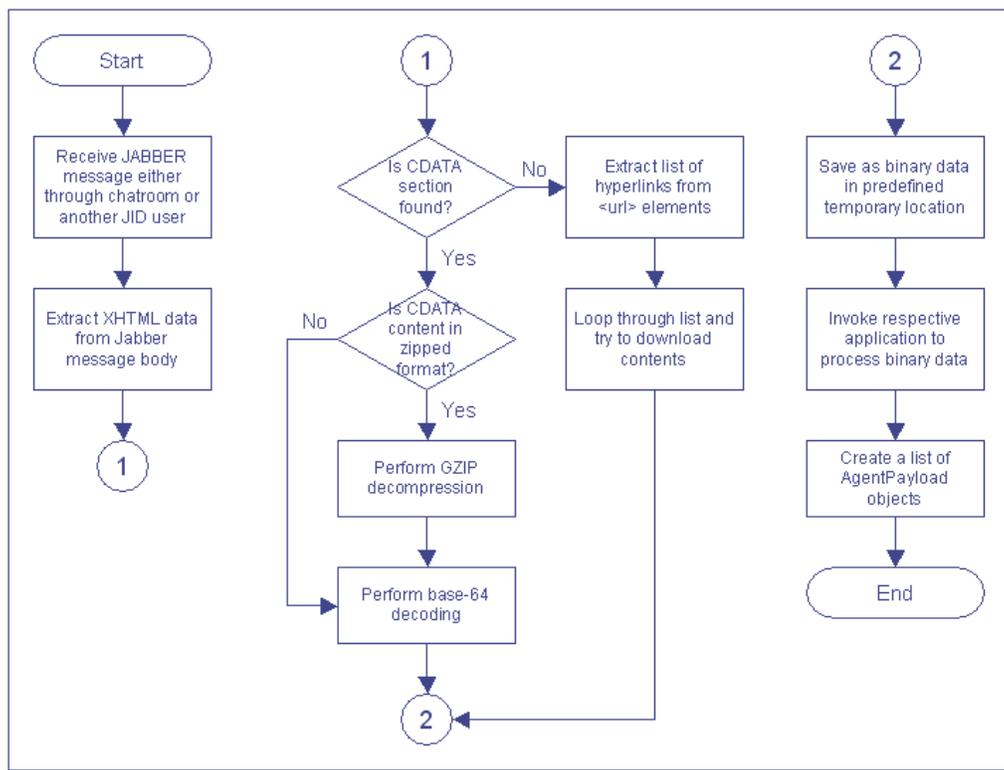 Start
Receive JABBER
message either
through chatroom or
another JID user
Extract XHTML data
from Jabber
message body
1
1
Is CDATA
section
found?
No
Extract list of
hyperlinks from
<url> elements
Yes
Is CDATA
content in
zipped
format?
No
Loop through list and
try to download
contents
Yes
Perform GZIP
decompression
Perform base-64
decoding
2
2
Save as binary data
in predefined
temporary location
Invoke respective
application to
process binary data
Create a list of
AgentPayload
objects
End